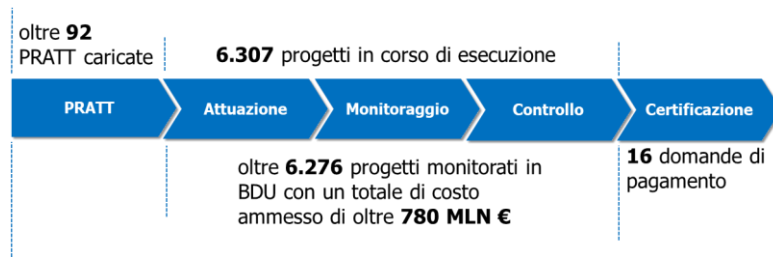 oltre 92
PRATT caricate
6.307 progetti in corso di esecuzione
PRATT
Attuazione
Monitoraggio
Controllo
Certificazione
oltre 6.276 progetti monitorati in
BDU con un totale di costo
ammesso di oltre 780 MLN €
16 domande di
pagamento